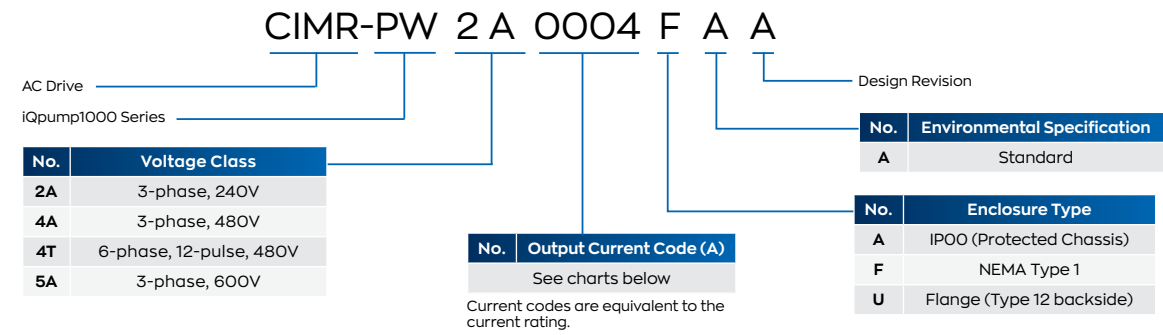 CIMR-PW 2A 0004 F A A
AC Drive
Design Revision
iQpump1000 Series
No. Environmental Specification
A Standard
No. Voltage Class
2A 3-phase, 240V
4A 3-phase, 480V
4T 6-phase, 12-pulse, 480V
5A 3-phase, 600V
No. Output Current Code (A)
See charts below
Current codes are equivalent to the
current rating.
No. Enclosure Type
A IP00 (Protected Chassis)
F NEMA Type 1
U Flange (Type 12 backside)